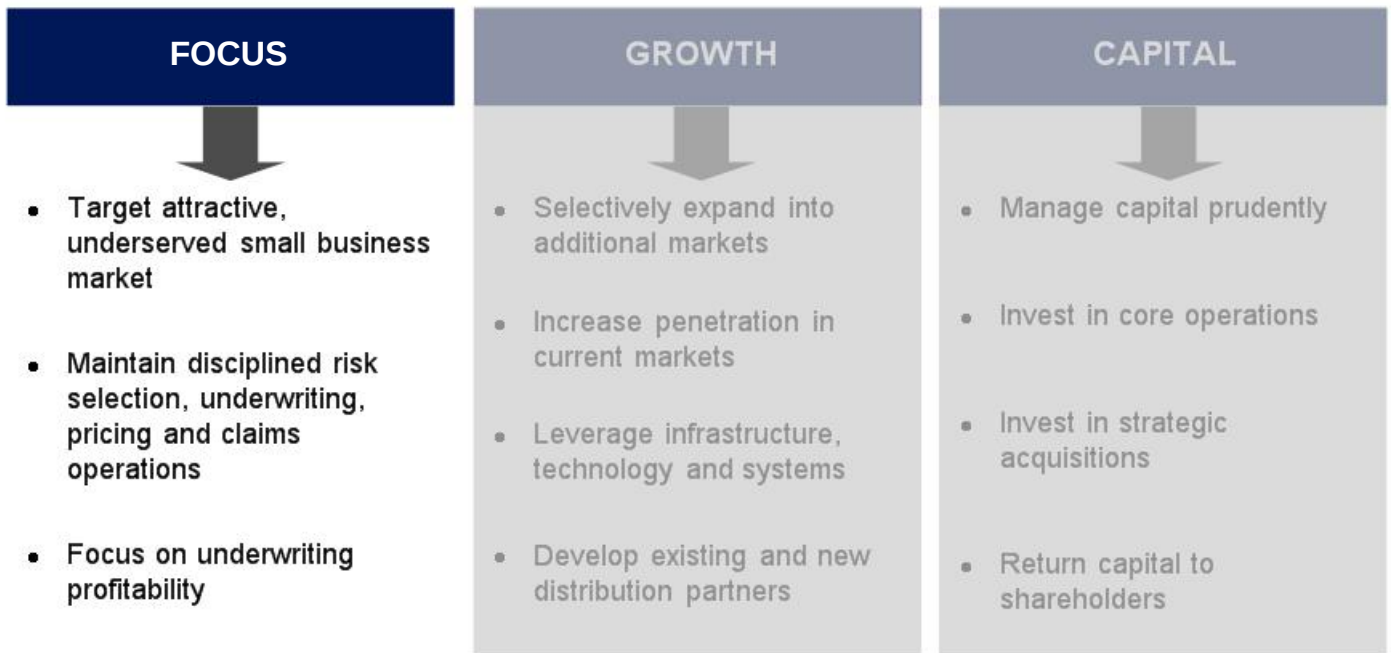 FOCUS
• Target attractive,
underserved small business
market
• Maintain disciplined risk
selection, underwriting,
pricing and claims
operations
• Focus on underwriting
profitability
GROWTH
• Selectively expand into
additional markets
• Increase penetration in
current markets
• Leverage infrastructure,
technology and systems
• Develop existing and new
distribution partners
CAPITAL
• Manage capital prudently
• Invest in core operations
• Invest in strategic
acquisitions
• Return capital to
shareholders